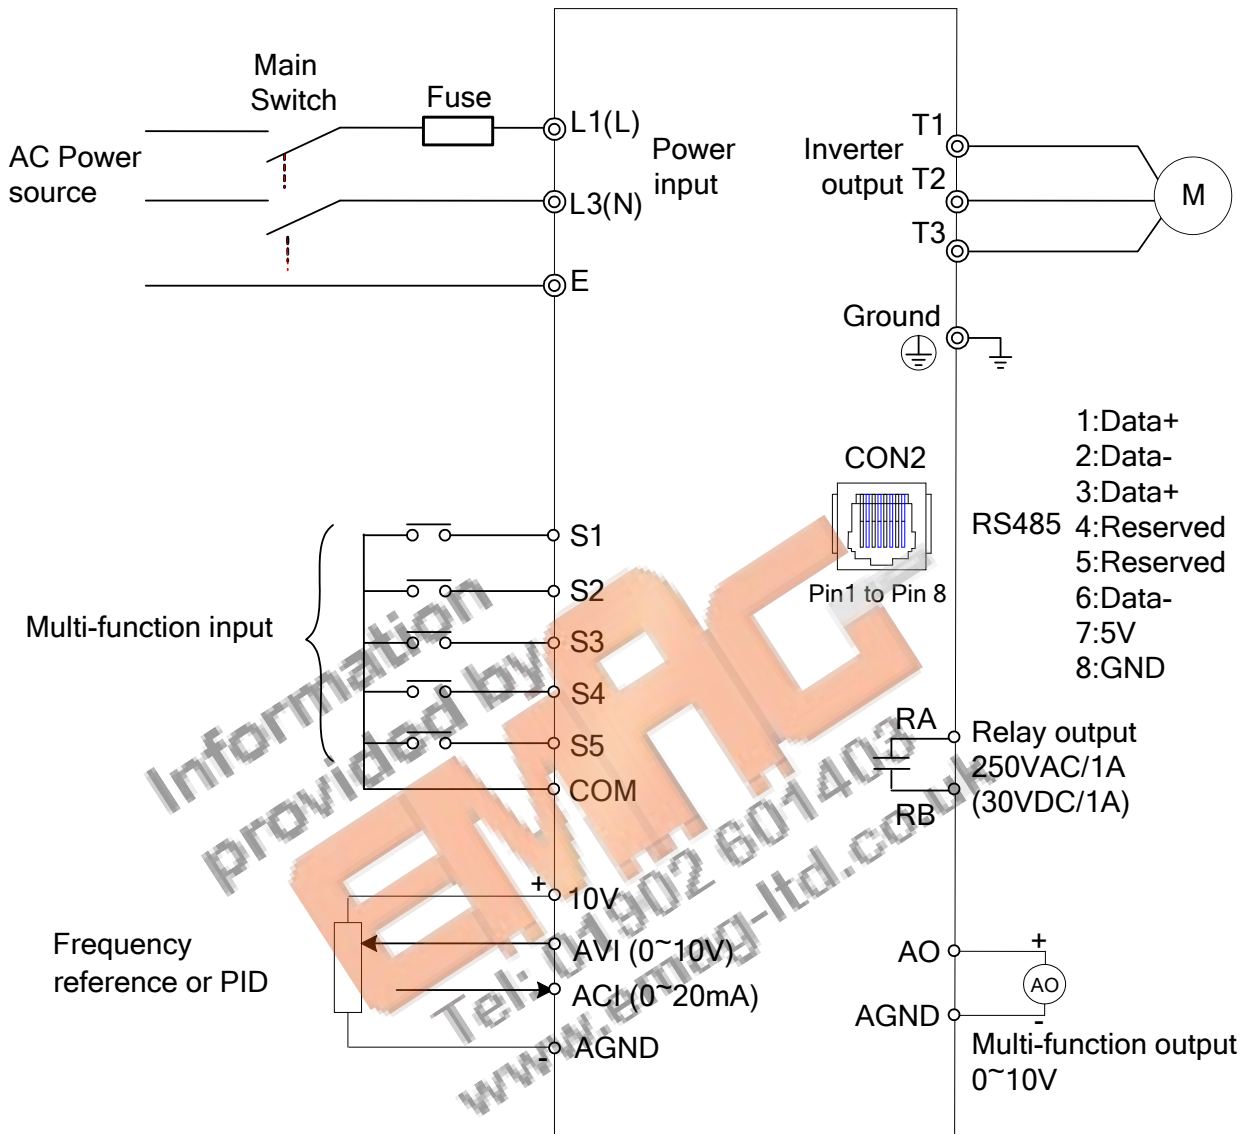 Main
Switch
Fuse
AC Power
source
L1(L)
L3(N)
E
Power
input
Inverter
output
T1
T2
T3
M
Ground
CON2
Pin1 to Pin 8
RS485
1:Data+
2:Data-
3:Data+
4:Reserved
5:Reserved
6:Data-
7:5V
8:GND
Multi-function input
S1
S2
S3
S4
S5
COM
RA
RB
Relay output
250VAC/1A
(30VDC/1A)
Frequency
reference or PID
+
10V
AVI (0~10V)
ACI (0~20mA)
-
AGND
AO
AGND
+
AO
-
Multi-function output
0~10V
Information
provided by
EMAG
Tel: 01902 601403
www.emag-ltd.co.uk